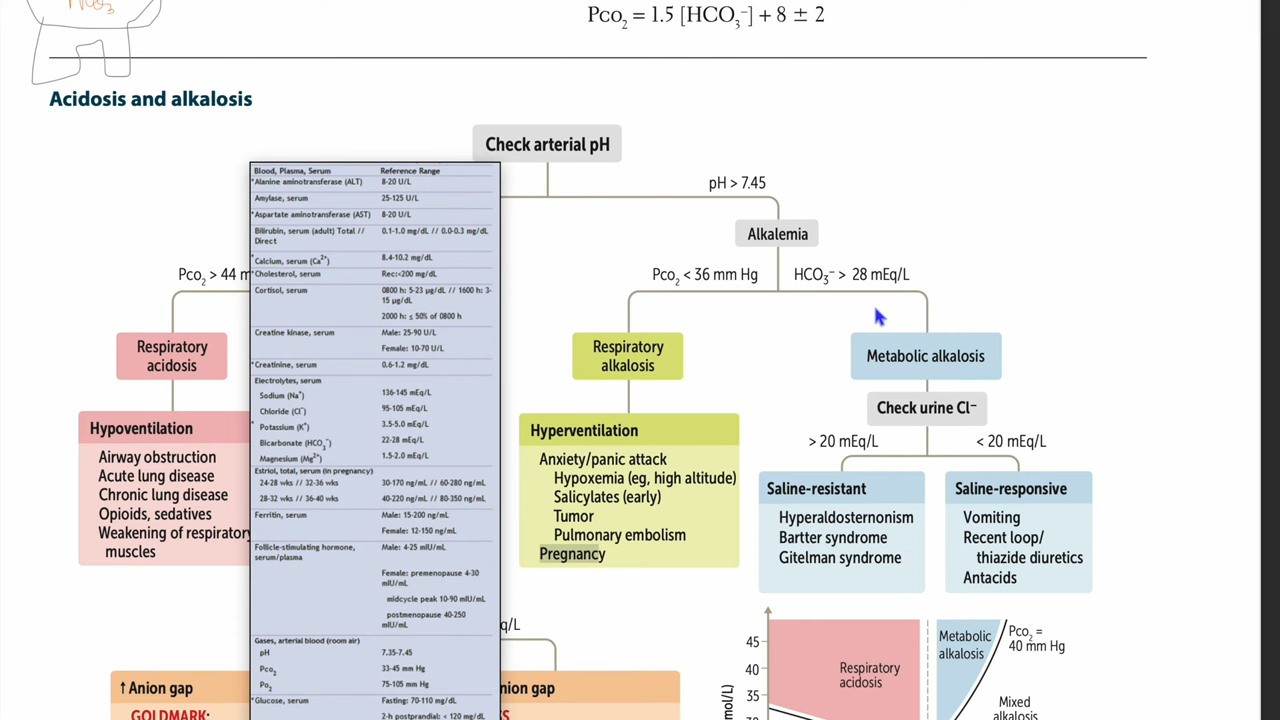 HCO3
Pco₂ = 1.5 [HCO₃⁻] + 8 ± 2
Acidosis and alkalosis
Check arterial pH
pH > 7.45
Alkalemia
Pco₂ > 44 m
Pco₂ < 36 mm Hg
HCO₃⁻ > 28 mEq/L
Respiratory
acidosis
Respiratory
alkalosis
Metabolic alkalosis
Check urine Cl⁻
> 20 mEq/L
< 20 mEq/L
Hypoventilation
Airway obstruction
Acute lung disease
Chronic lung disease
Opioids, sedatives
Weakening of respiratory
muscles
Blood, Plasma, Serum Reference Range
*Alanine aminotransferase (ALT) 8-20 U/L
Amylase, serum 25-125 U/L
*Aspartate aminotransferase (AST) 8-20 U/L
Bilirubin, serum (adult) Total // 0.1-1.0 mg/dL // 0.0-0.3 mg/dL
Direct
*Calcium, serum (Ca²⁺) 8.4-10.2 mg/dL
*Cholesterol, serum Rec:<200 mg/dL
Cortisol, serum 0800 h: 5-23 µg/dL // 1600 h: 3-
15 µg/dL
2000 h: ≤ 50% of 0800 h
Creatine kinase, serum Male: 25-90 U/L
Female: 10-70 U/L
*Creatinine, serum 0.6-1.2 mg/dL
Electrolytes, serum
Sodium (Na⁺) 136-145 mEq/L
Chloride (Cl⁻) 95-105 mEq/L
* Potassium (K⁺) 3.5-5.0 mEq/L
Bicarbonate (HCO₃⁻) 22-28 mEq/L
Magnesium (Mg²⁺) 1.5-2.0 mEq/L
Estriol, total, serum (in pregnancy)
24-28 wks // 32-36 wks 30-170 ng/mL // 60-280 ng/mL
28-32 wks // 36-40 wks 40-220 ng/mL // 80-350 ng/mL
Ferritin, serum Male: 15-200 ng/mL
Female: 12-150 ng/mL
Follicle-stimulating hormone, Male: 4-25 mIU/mL
serum/plasma
Female: premenopause 4-30
mIU/mL
midcycle peak 10-90 mIU/mL
postmenopause 40-250
mIU/mL
Gases, arterial blood (room air)
pH 7.35-7.45
Pco₂ 33-45 mm Hg
Po₂ 75-105 mm Hg
*Glucose, serum Fasting: 70-110 mg/dL
2-h postprandial: < 120 mg/dL
Hyperventilation
Anxiety/panic attack
Hypoxemia (eg, high altitude)
Salicylates (early)
Tumor
Pulmonary embolism
Pregnancy
Saline-resistant
Hyperaldosternonism
Bartter syndrome
Gitelman syndrome
Saline-responsive
Vomiting
Recent loop/
thiazide diuretics
Antacids
q/L
↑ Anion gap
GOLDMARK:
nion gap
45
40
35
mol/L)
Respiratory
acidosis
Metabolic
alkalosis
Pco₂ =
40 mm Hg
Mixed
alkalosis